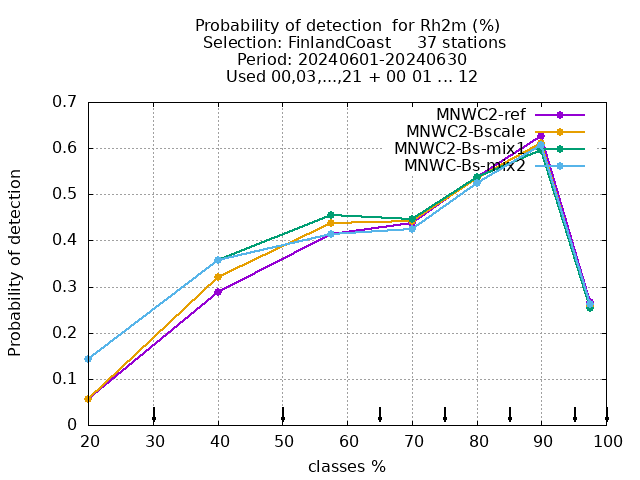 Probability of detection  for Rh2m (%)
Selection: FinlandCoast     37 stations
Period: 20240601-20240630
Used 00,03,...,21 + 00 01 ... 12
MNWC2-ref
MNWC2-Bscale
MNWC2-Bs-mix1
MNWC-Bs-mix2
Probability of detection
0.7
0.6
0.5
0.4
0.3
0.2
0.1
0
20 30 40 50 60 70 80 90 100
classes %